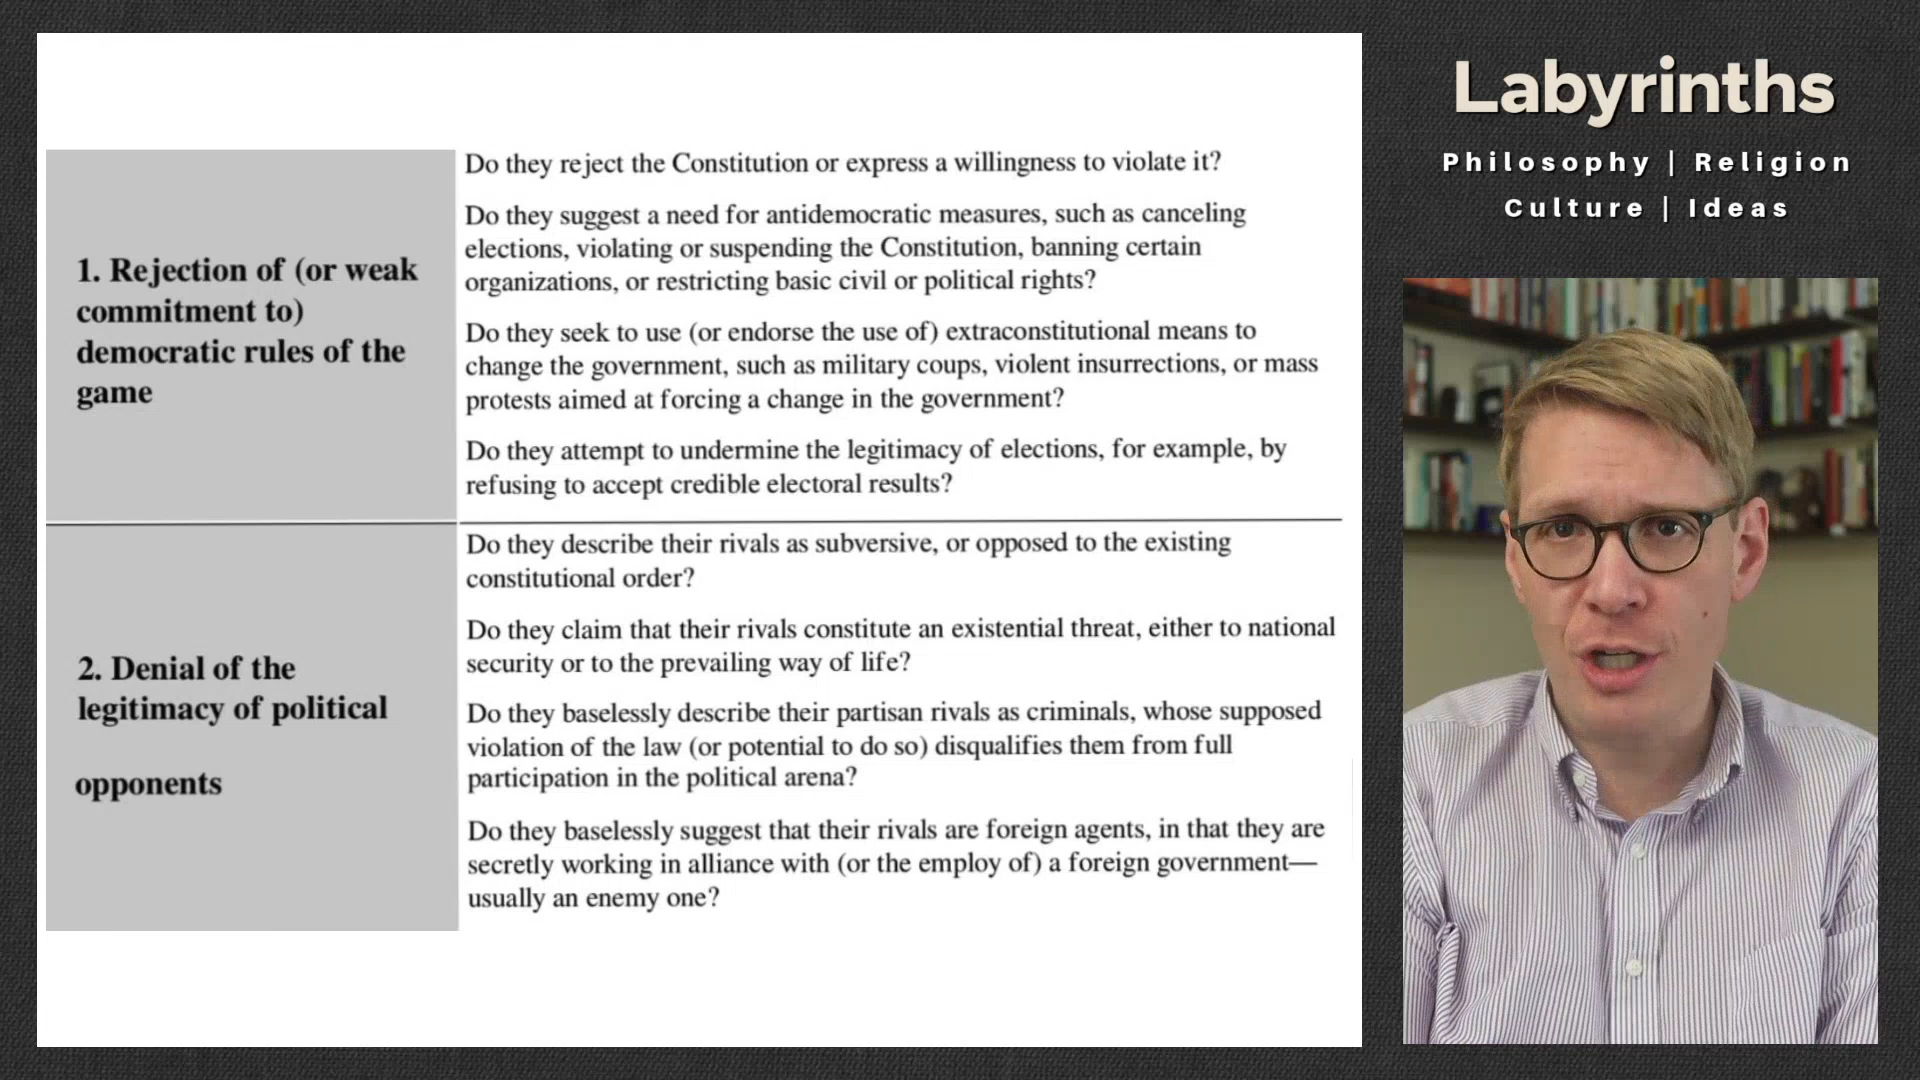 1. Rejection of (or weak
commitment to)
democratic rules of the
game
Do they reject the Constitution or express a willingness to violate it?
Do they suggest a need for antidemocratic measures, such as canceling
elections, violating or suspending the Constitution, banning certain
organizations, or restricting basic civil or political rights?
Do they seek to use (or endorse the use of) extraconstitutional means to
change the government, such as military coups, violent insurrections, or mass
protests aimed at forcing a change in the government?
Do they attempt to undermine the legitimacy of elections, for example, by
refusing to accept credible electoral results?
2. Denial of the
legitimacy of political
opponents
Do they describe their rivals as subversive, or opposed to the existing
constitutional order?
Do they claim that their rivals constitute an existential threat, either to national
security or to the prevailing way of life?
Do they baselessly describe their partisan rivals as criminals, whose supposed
violation of the law (or potential to do so) disqualifies them from full
participation in the political arena?
Do they baselessly suggest that their rivals are foreign agents, in that they are
secretly working in alliance with (or the employ of) a foreign government—
usually an enemy one?
Labyrinths
Philosophy | Religion
Culture | Ideas